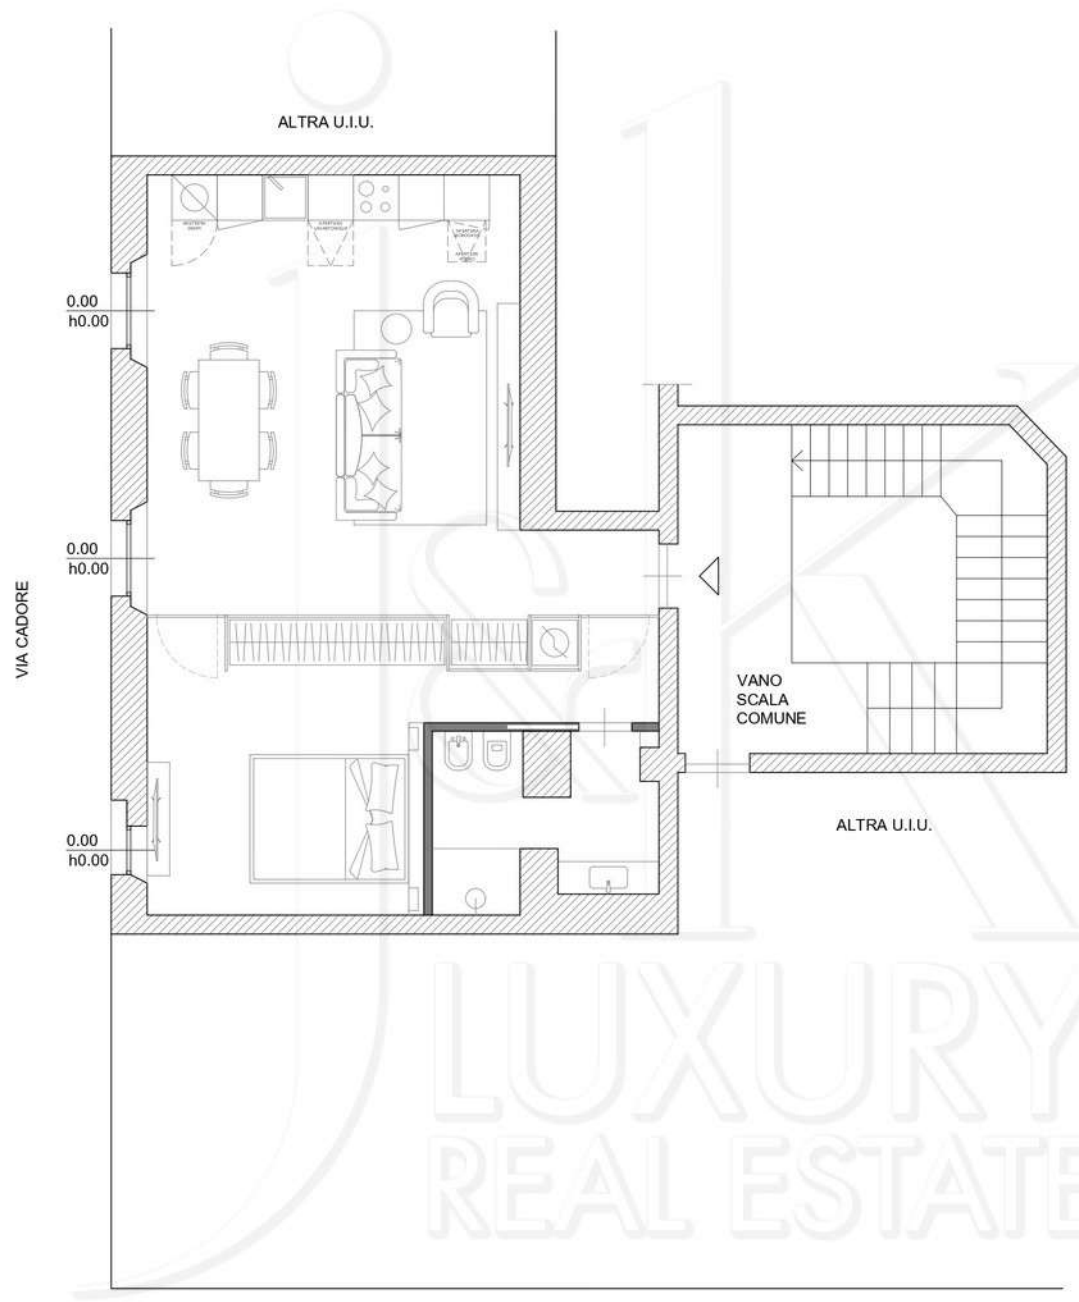 ALTRA U.I.U.
0.00
h0.00
0.00
h0.00
VIA CADORE
VANO
SCALA
COMUNE
0.00
h0.00
ALTRA U.I.U.
J&K
LUXURY
REAL ESTATE